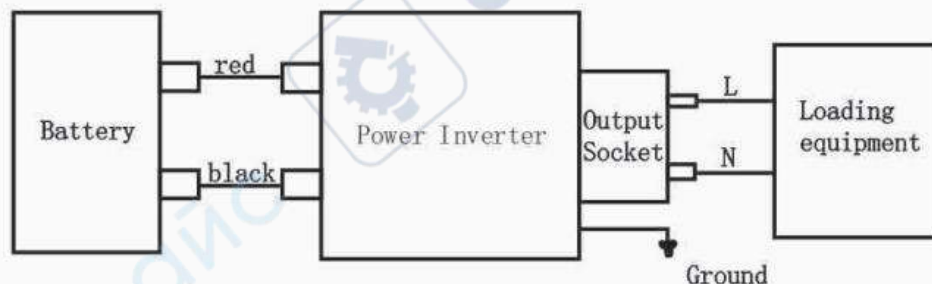 Battery
red
black
Power Inverter
Output
Socket
L
N
Loading
equipment
Ground